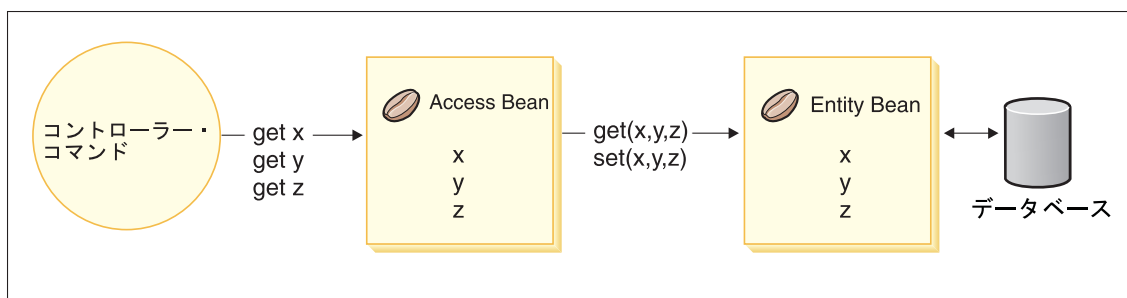 コントローラー・
コマンド
get x
get y
get z
Access Bean
x
y
z
get(x,y,z)
set(x,y,z)
Entity Bean
x
y
z
データベース